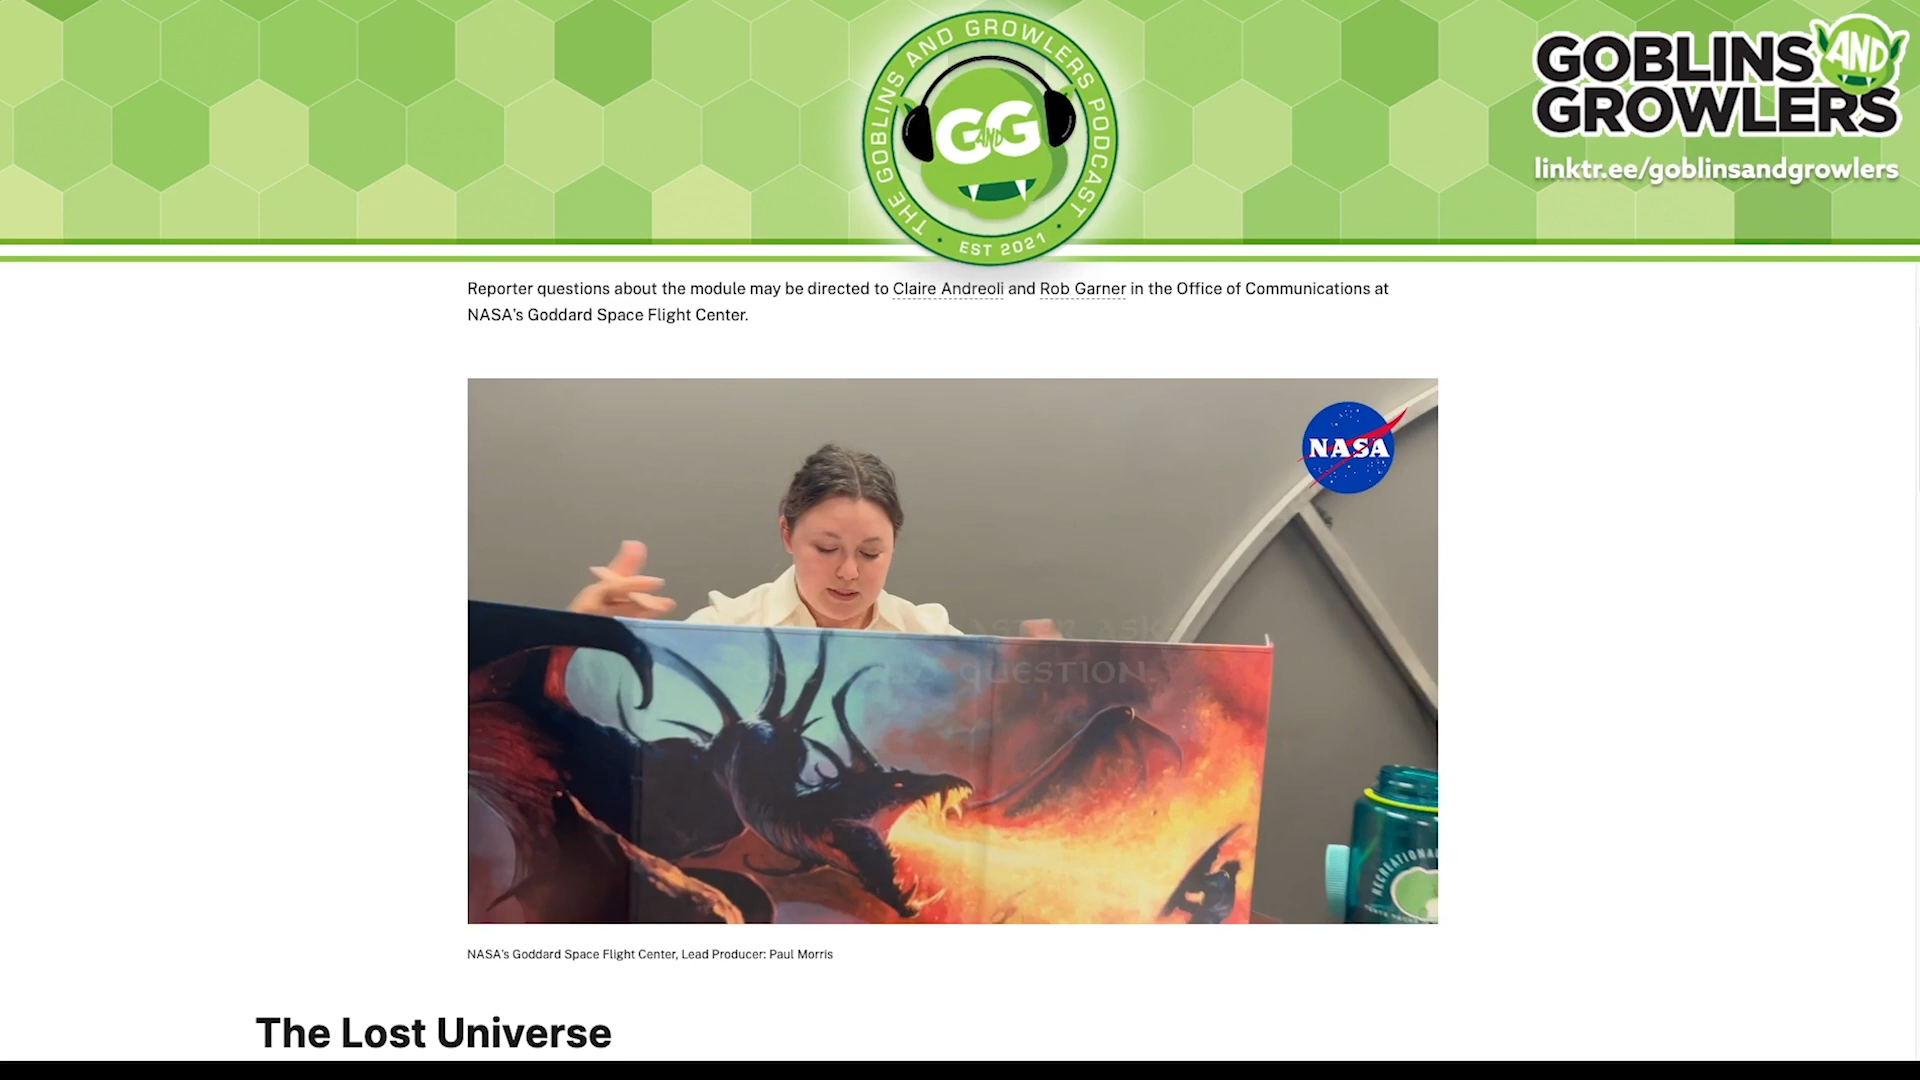 THE GOBLINS AND GROWLERS PODCAST
G AND G
EST 2021
GOBLINS AND
GROWLERS
linktr.ee/goblinsandgrowlers
Reporter questions about the module may be directed to Claire Andreoli and Rob Garner in the Office of Communications at
NASA's Goddard Space Flight Center.
NASA
QUESTION
RECREATIONAL
NASA's Goddard Space Flight Center, Lead Producer: Paul Morris
The Lost Universe